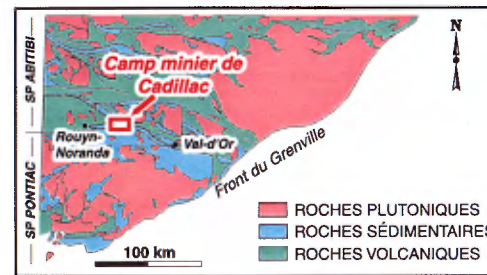 SP ABITIBI
SP PONTIAC
Camp minier de
Cadillac
N
Rouyn-
Noranda
Val-d'Or
Front du Grenville
100 km
ROCHES PLUTONIQUES
ROCHES SÉDIMENTAIRES
ROCHES VOLCANIQUES